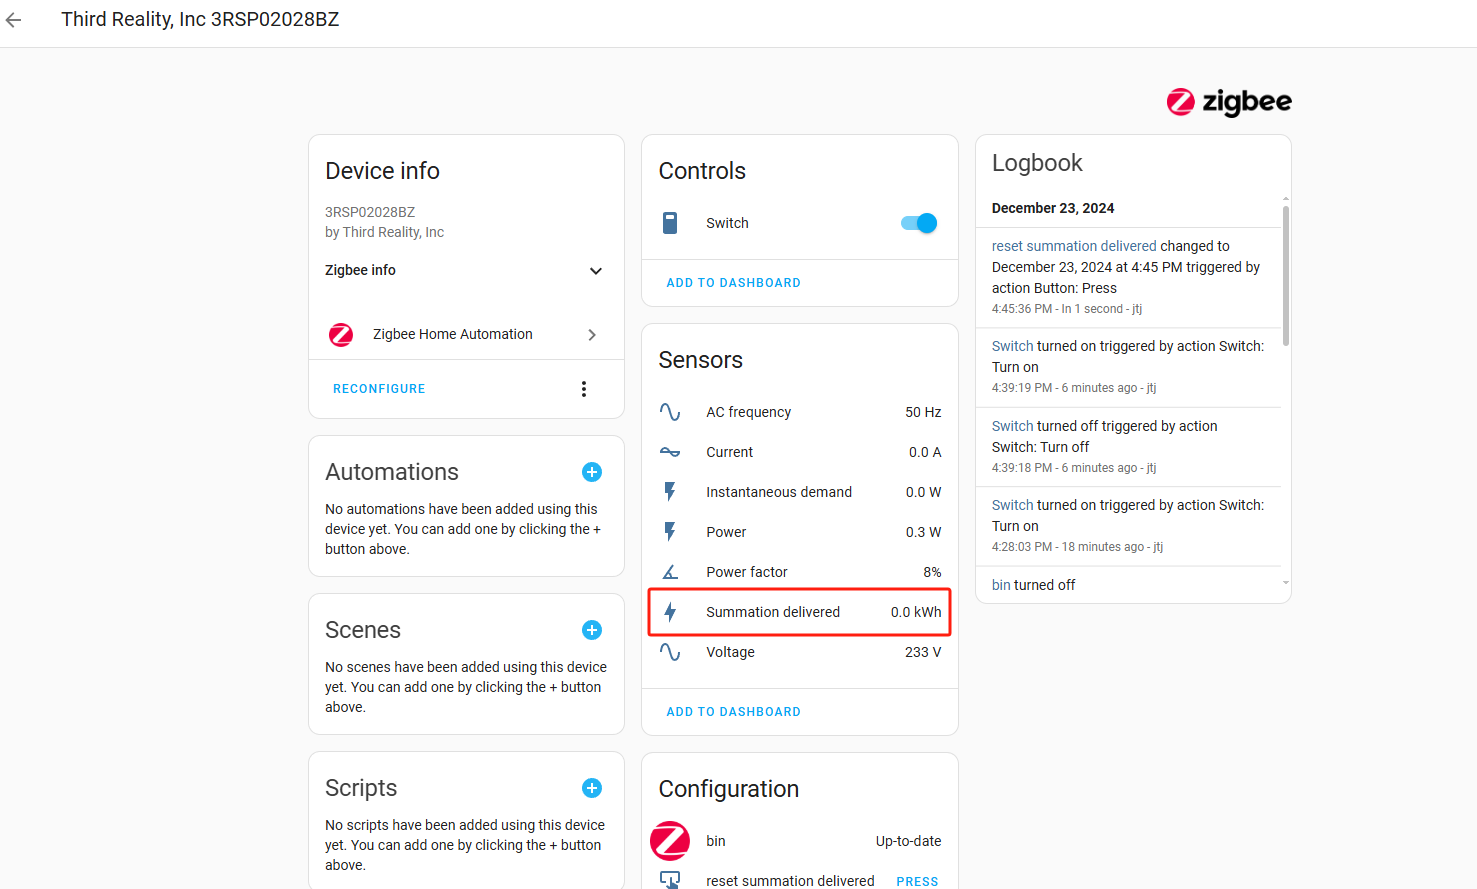 Third Reality, Inc 3RSP02028BZ
zigbee
Device info
3RSP02028BZ
by Third Reality, Inc
Zigbee info
Zigbee Home Automation
RECONFIGURE
Automations
No automations have been added using this
device yet. You can add one by clicking the +
button above.
Scenes
No scenes have been added using this device
yet. You can add one by clicking the + button
above.
Scripts
No scripts have been added using this device
yet. You can add one by clicking the + button
above.
Controls
Switch
ADD TO DASHBOARD
Sensors
AC frequency 50 Hz
Current 0.0 A
Instantaneous demand 0.0 W
Power 0.3 W
Power factor 8%
Summation delivered 0.0 kWh
Voltage 233 V
ADD TO DASHBOARD
Configuration
bin Up-to-date
reset summation delivered PRESS
Logbook
December 23, 2024
reset summation delivered changed to
December 23, 2024 at 4:45 PM triggered by
action Button: Press
4:45:36 PM - In 1 second - jtj
Switch turned on triggered by action Switch:
Turn on
4:39:19 PM - 6 minutes ago - jtj
Switch turned off triggered by action
Switch: Turn off
4:39:18 PM - 6 minutes ago - jtj
Switch turned on triggered by action Switch:
Turn on
4:28:03 PM - 18 minutes ago - jtj
bin turned off